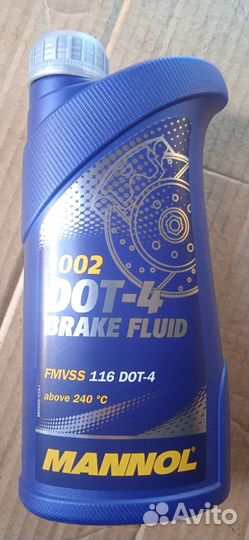 3002
DOT-4
BRAKE FLUID
FMVSS 116 DOT-4
above 240 °C
MANNOL
Avito